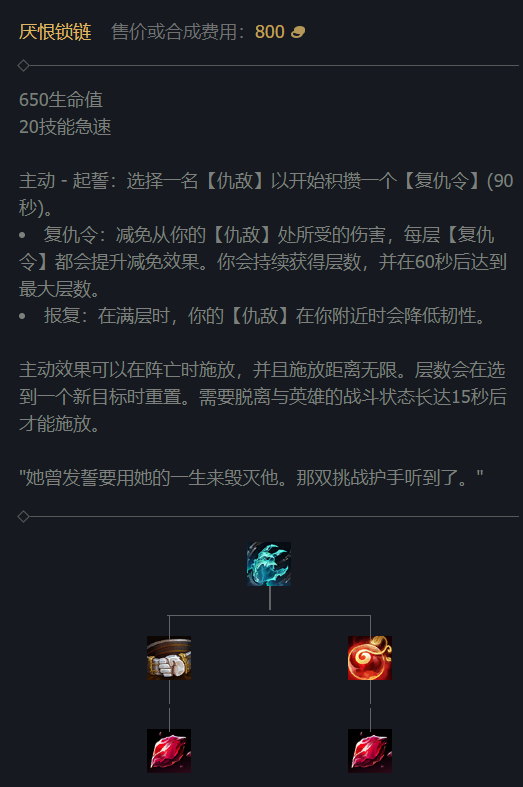 厌恨锁链 售价或合成费用：800
650生命值
20技能急速
主动 - 起誓：选择一名【仇敌】以开始积攒一个【复仇令】(90
秒)。
• 复仇令：减免从你的【仇敌】处所受的伤害，每层【复仇
令】都会提升减免效果。你会持续获得层数，并在60秒后达到
最大层数。
• 报复：在满层时，你的【仇敌】在你附近时会降低韧性。
主动效果可以在阵亡时施放，并且施放距离无限。层数会在选
到一个新目标时重置。需要脱离与英雄的战斗状态长达15秒后
才能施放。
"她曾发誓要用她的一生来毁灭他。那双挑战护手听到了。"